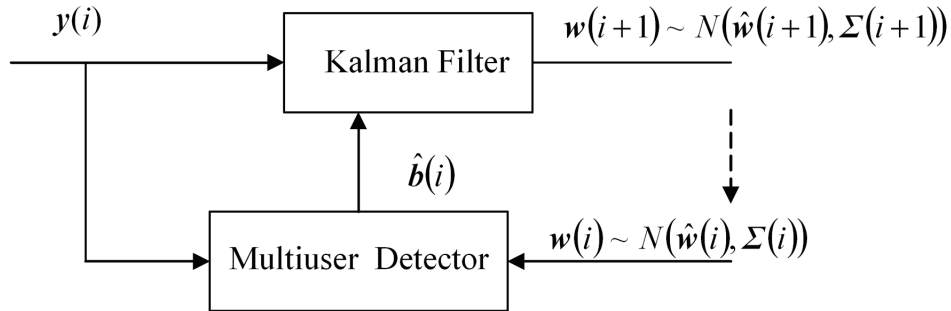 y(i)
w(i+1) ~ N(ŵ(i+1), Σ(i+1))
Kalman Filter
b̂(i)
w(i) ~ N(ŵ(i), Σ(i))
Multiuser Detector